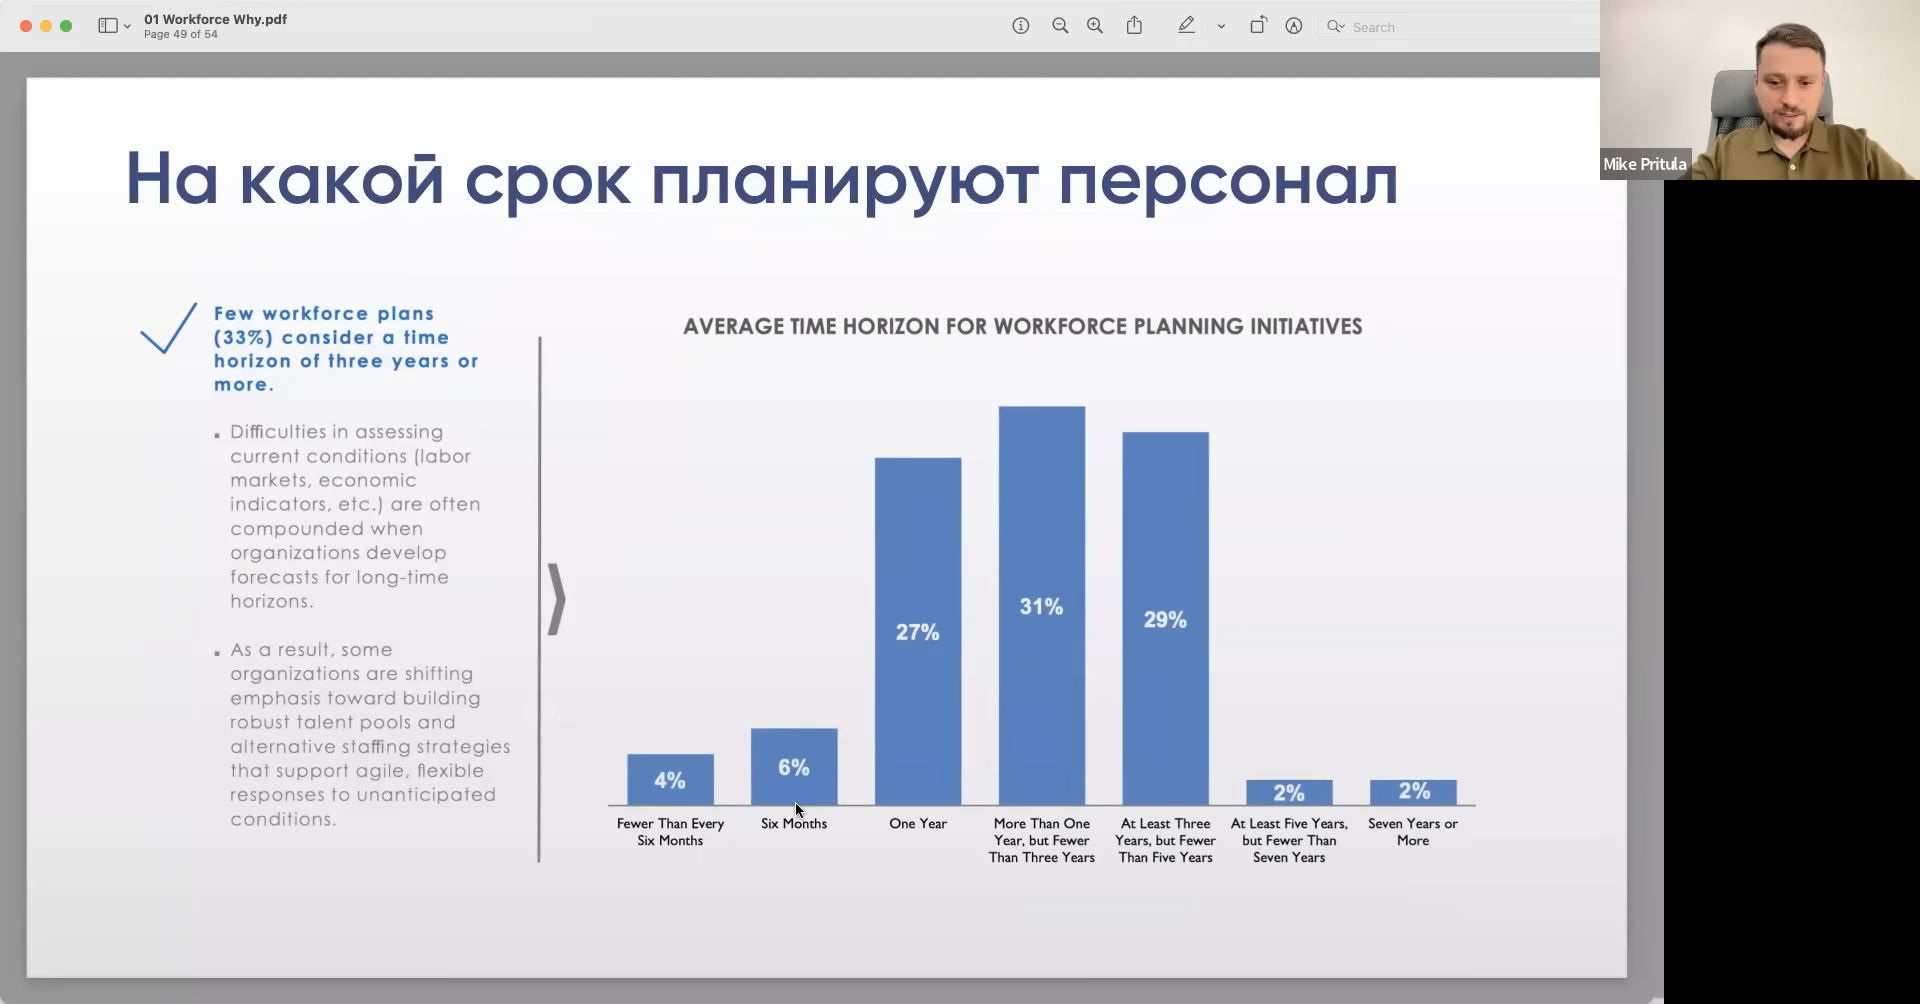 01 Workforce Why.pdf
Page 49 of 54
Search
Mike Pritula
На какой срок планируют персонал
Few workforce plans
(33%) consider a time
horizon of three years or
more.
▪ Difficulties in assessing
current conditions (labor
markets, economic
indicators, etc.) are often
compounded when
organizations develop
forecasts for long-time
horizons.
▪ As a result, some
organizations are shifting
emphasis toward building
robust talent pools and
alternative staffing strategies
that support agile, flexible
responses to unanticipated
conditions.
AVERAGE TIME HORIZON FOR WORKFORCE PLANNING INITIATIVES
4%
6%
27%
31%
29%
2%
2%
Fewer Than Every
Six Months
Six Months
One Year
More Than One
Year, but Fewer
Than Three Years
At Least Three
Years, but Fewer
Than Five Years
At Least Five Years,
but Fewer Than
Seven Years
Seven Years or
More